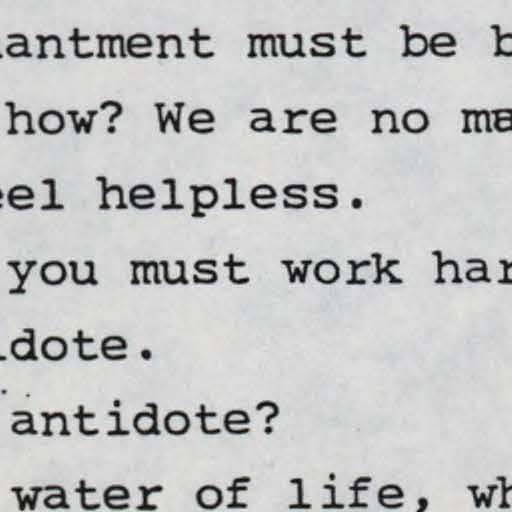 antment must be b
how? We are no ma
eel helpless.
you must work har
dote.
antidote?
water of life, wh